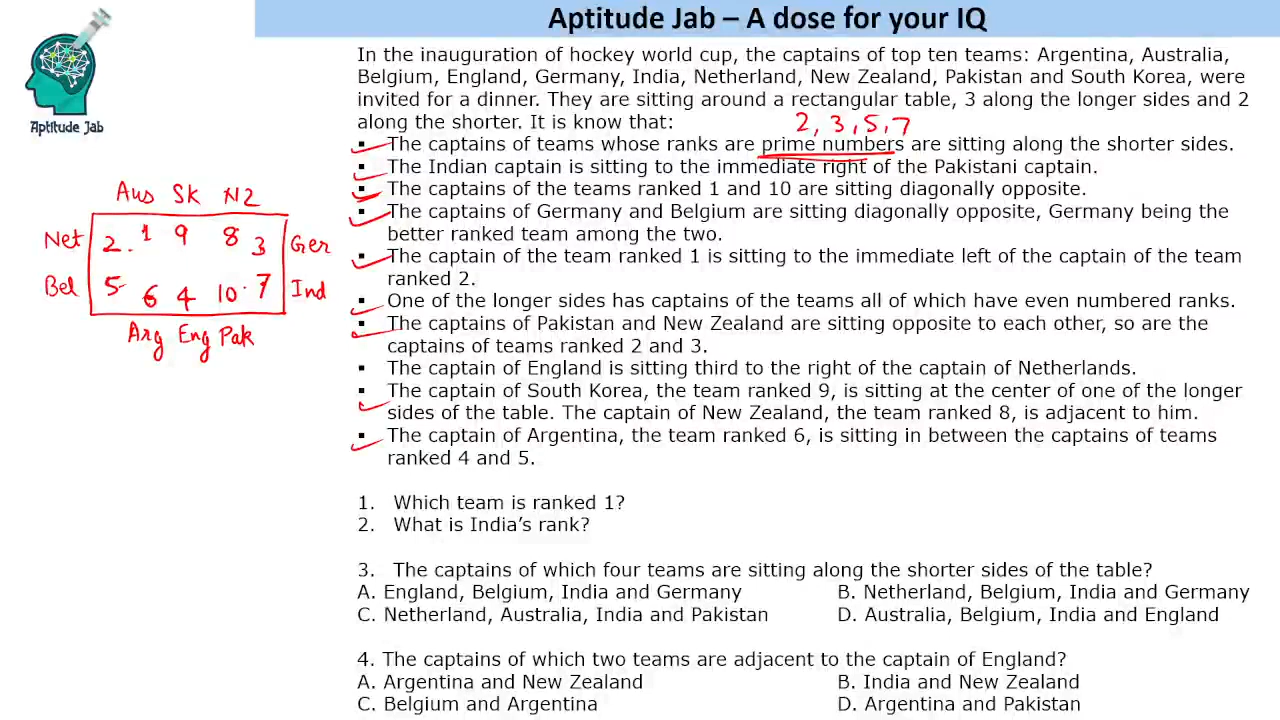 Aptitude Jab – A dose for your IQ
Aptitude Jab
In the inauguration of hockey world cup, the captains of top ten teams: Argentina, Australia,
Belgium, England, Germany, India, Netherland, New Zealand, Pakistan and South Korea, were
invited for a dinner. They are sitting around a rectangular table, 3 along the longer sides and 2
along the shorter. It is know that:
2, 3, 5, 7
▪ The captains of teams whose ranks are prime numbers are sitting along the shorter sides.
▪ The Indian captain is sitting to the immediate right of the Pakistani captain.
▪ The captains of the teams ranked 1 and 10 are sitting diagonally opposite.
▪ The captains of Germany and Belgium are sitting diagonally opposite, Germany being the
better ranked team among the two.
▪ The captain of the team ranked 1 is sitting to the immediate left of the captain of the team
ranked 2.
▪ One of the longer sides has captains of the teams all of which have even numbered ranks.
▪ The captains of Pakistan and New Zealand are sitting opposite to each other, so are the
captains of teams ranked 2 and 3.
▪ The captain of England is sitting third to the right of the captain of Netherlands.
▪ The captain of South Korea, the team ranked 9, is sitting at the center of one of the longer
sides of the table. The captain of New Zealand, the team ranked 8, is adjacent to him.
▪ The captain of Argentina, the team ranked 6, is sitting in between the captains of teams
ranked 4 and 5.
Aus SK NZ
Net 2 1 9 8 3 Ger
Bel 5 6 4 10 7 Ind
Arg Eng Pak
1. Which team is ranked 1?
2. What is India's rank?
3. The captains of which four teams are sitting along the shorter sides of the table?
A. England, Belgium, India and Germany B. Netherland, Belgium, India and Germany
C. Netherland, Australia, India and Pakistan D. Australia, Belgium, India and England
4. The captains of which two teams are adjacent to the captain of England?
A. Argentina and New Zealand B. India and New Zealand
C. Belgium and Argentina D. Argentina and Pakistan